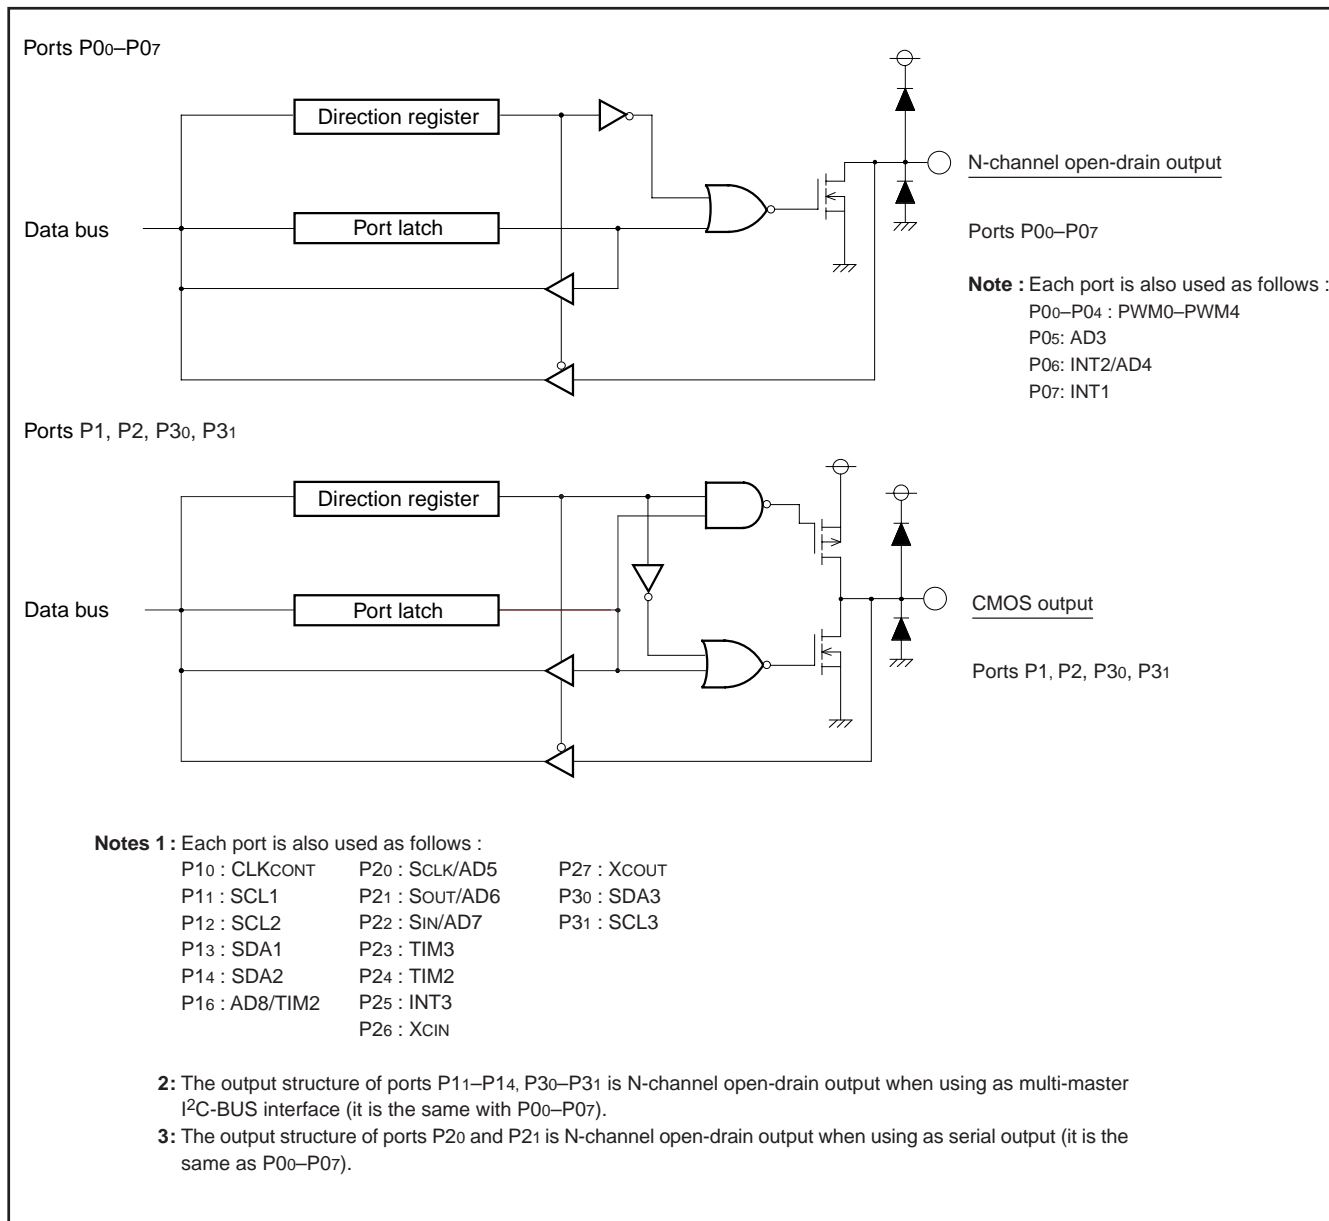 Ports P00–P07
Direction register
N-channel open-drain output
Data bus
Port latch
Ports P00–P07
Note : Each port is also used as follows :
P00–P04 : PWM0–PWM4
P05: AD3
P06: INT2/AD4
P07: INT1
Ports P1, P2, P30, P31
Direction register
Data bus
Port latch
CMOS output
Ports P1, P2, P30, P31
Notes 1 : Each port is also used as follows :
P10 : CLKCONT P20 : SCLK/AD5 P27 : XCOUT
P11 : SCL1 P21 : SOUT/AD6 P30 : SDA3
P12 : SCL2 P22 : SIN/AD7 P31 : SCL3
P13 : SDA1 P23 : TIM3
P14 : SDA2 P24 : TIM2
P16 : AD8/TIM2 P25 : INT3
P26 : XCIN
2: The output structure of ports P11–P14, P30–P31 is N-channel open-drain output when using as multi-master
I2C-BUS interface (it is the same with P00–P07).
3: The output structure of ports P20 and P21 is N-channel open-drain output when using as serial output (it is the
same as P00–P07).